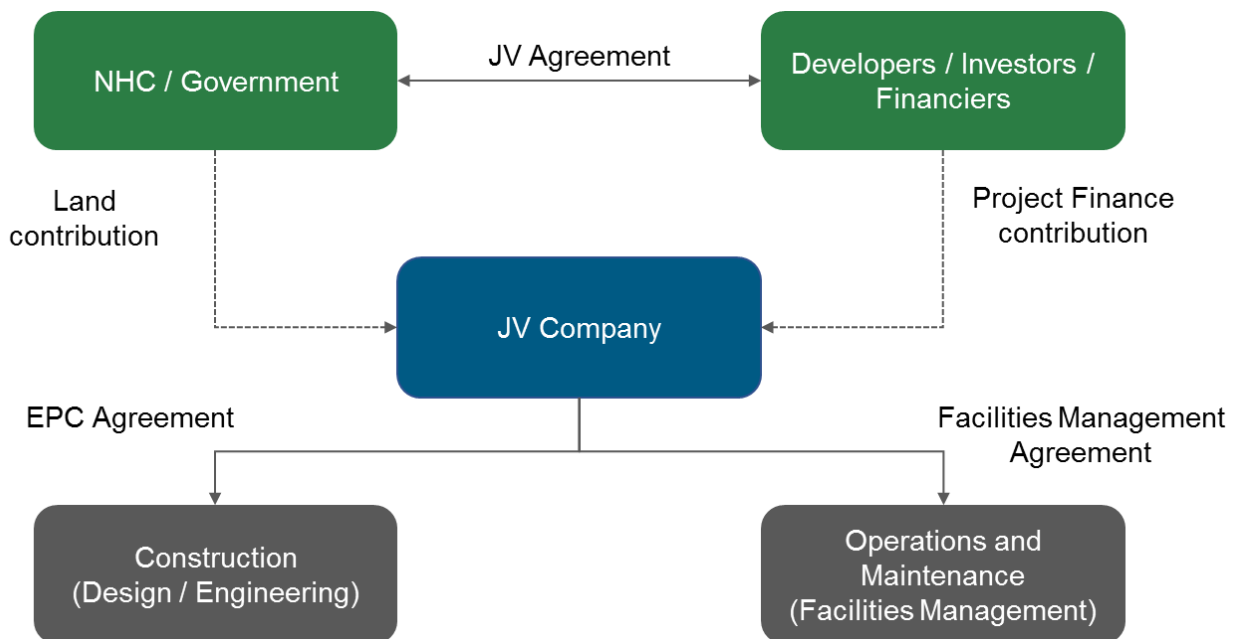 NHC / Government
JV Agreement
Developers / Investors /
Financiers
Land
contribution
Project Finance
contribution
JV Company
EPC Agreement
Facilities Management
Agreement
Construction
(Design / Engineering)
Operations and
Maintenance
(Facilities Management)